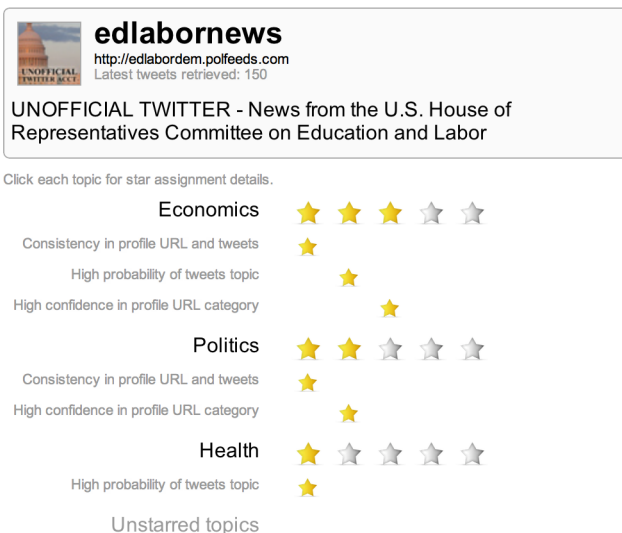 edlabornews
http://edlabordem.polfeeds.com
Latest tweets retrieved: 150
UNOFFICIAL
TWITTER ACCT
UNOFFICIAL TWITTER - News from the U.S. House of
Representatives Committee on Education and Labor
Click each topic for star assignment details.
Economics
Consistency in profile URL and tweets
High probability of tweets topic
High confidence in profile URL category
Politics
Consistency in profile URL and tweets
High confidence in profile URL category
Health
High probability of tweets topic
Unstarred topics